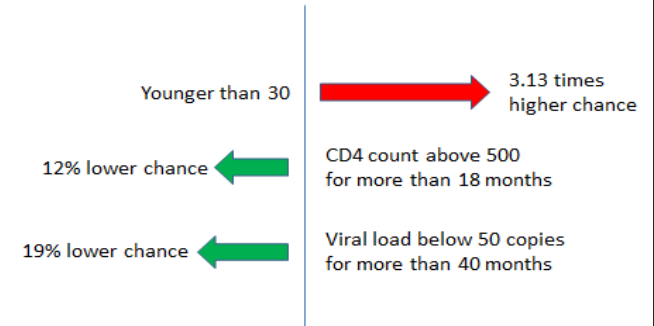 Younger than 30
3.13 times
higher chance
12% lower chance
CD4 count above 500
for more than 18 months
19% lower chance
Viral load below 50 copies
for more than 40 months